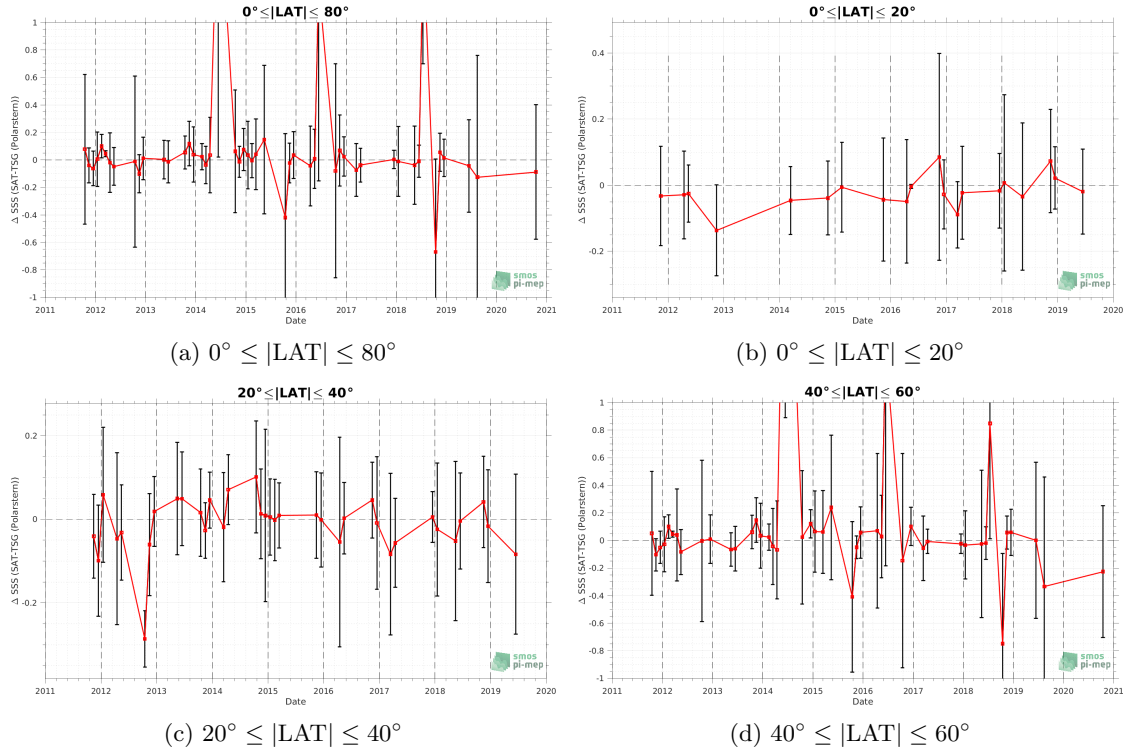 0°≤|LAT|≤ 80°
Δ SSS (SAT-TSG (Polarstern))
1
0.8
0.6
0.4
0.2
0
-0.2
-0.4
-0.6
-0.8
-1
2011 2012 2013 2014 2015 2016 2017 2018 2019 2020 2021
Date
smos
pi-mep
(a) 0° ≤ |LAT| ≤ 80°
0°≤|LAT|≤ 20°
Δ SSS (SAT-TSG (Polarstern))
0.4
0.2
0
-0.2
2011 2012 2013 2014 2015 2016 2017 2018 2019 2020
Date
smos
pi-mep
(b) 0° ≤ |LAT| ≤ 20°
20°≤|LAT|≤ 40°
Δ SSS (SAT-TSG (Polarstern))
0.2
0
-0.2
2011 2012 2013 2014 2015 2016 2017 2018 2019 2020
Date
smos
pi-mep
(c) 20° ≤ |LAT| ≤ 40°
40°≤|LAT|≤ 60°
Δ SSS (SAT-TSG (Polarstern))
1
0.8
0.6
0.4
0.2
0
-0.2
-0.4
-0.6
-0.8
-1
2011 2012 2013 2014 2015 2016 2017 2018 2019 2020 2021
Date
smos
pi-mep
(d) 40° ≤ |LAT| ≤ 60°